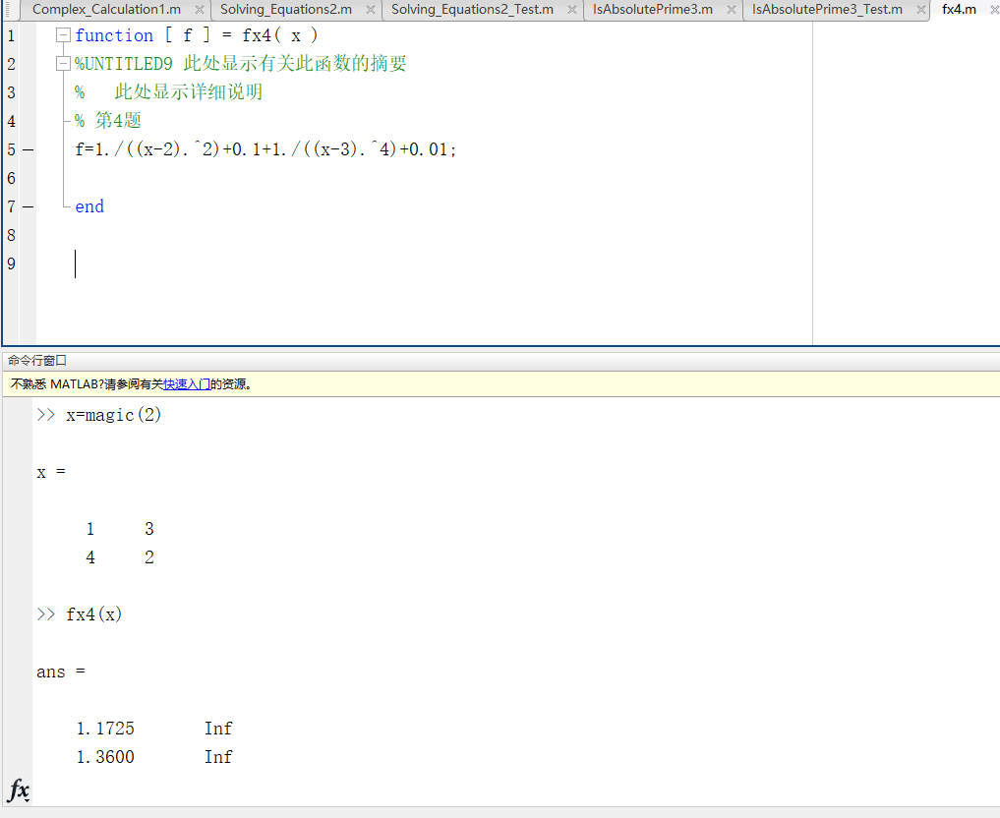 Complex_Calculation1.m × Solving_Equations2.m × Solving_Equations2_Test.m × IsAbsolutePrime3.m × IsAbsolutePrime3_Test.m × fx4.m ×
1 function [ f ] = fx4( x )
2 %UNTITLED9 此处显示有关此函数的摘要
3 % 此处显示详细说明
4 % 第4题
5 — f=1./((x-2).^2)+0.1+1./((x-3).^4)+0.01;
6
7 — end
8
9
命令行窗口
不熟悉 MATLAB?请参阅有关快速入门的资源。
>> x=magic(2)
x =
1 3
4 2
>> fx4(x)
ans =
1.1725 Inf
1.3600 Inf
fx